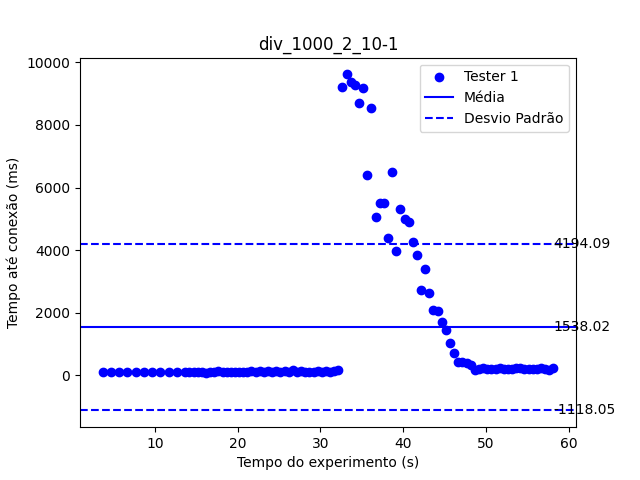 div_1000_2_10-1
Tempo até conexão (ms)
10000
8000
6000
4000
2000
0
Tester 1
Média
Desvio Padrão
4194.09
1538.02
-1118.05
10 20 30 40 50 60
Tempo do experimento (s)